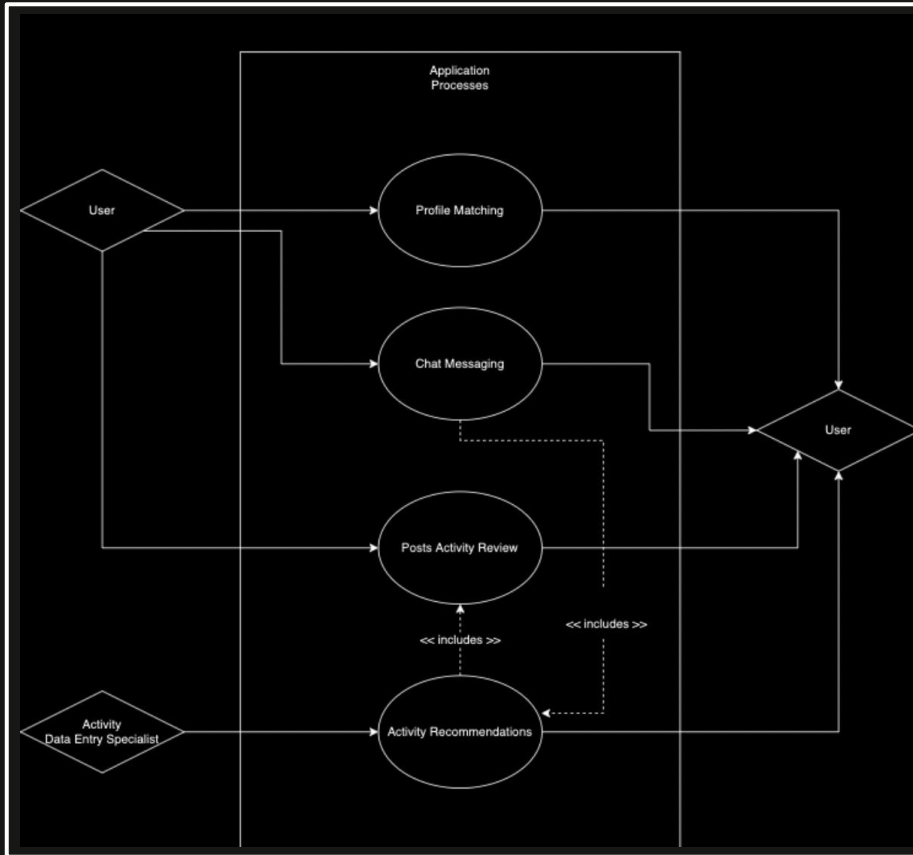 Application
Processes
User
Profile Matching
Chat Messaging
User
Posts Activity Review
<< includes >>
<< includes >>
Activity
Data Entry Specialist
Activity Recommendations